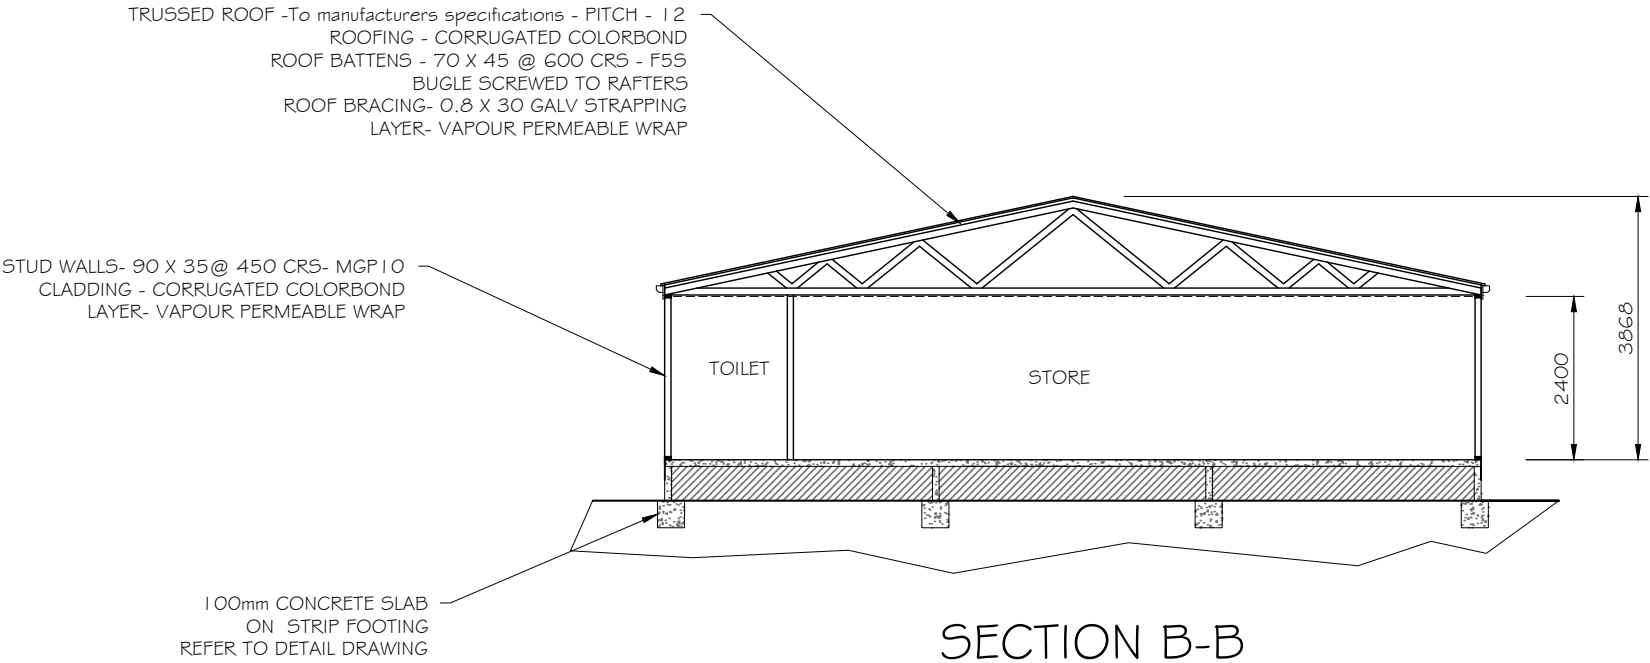 TRUSSED ROOF -To manufacturers specifications - PITCH - 12
ROOFING - CORRUGATED COLORBOND
ROOF BATTENS - 70 X 45 @ 600 CRS - F5S
BUGLE SCREWED TO RAFTERS
ROOF BRACING- 0.8 X 30 GALV STRAPPING
LAYER- VAPOUR PERMEABLE WRAP
STUD WALLS- 90 X 35@ 450 CRS- MGP10
CLADDING - CORRUGATED COLORBOND
LAYER- VAPOUR PERMEABLE WRAP
TOILET
STORE
2400
3868
100mm CONCRETE SLAB
ON STRIP FOOTING
REFER TO DETAIL DRAWING
SECTION B-B